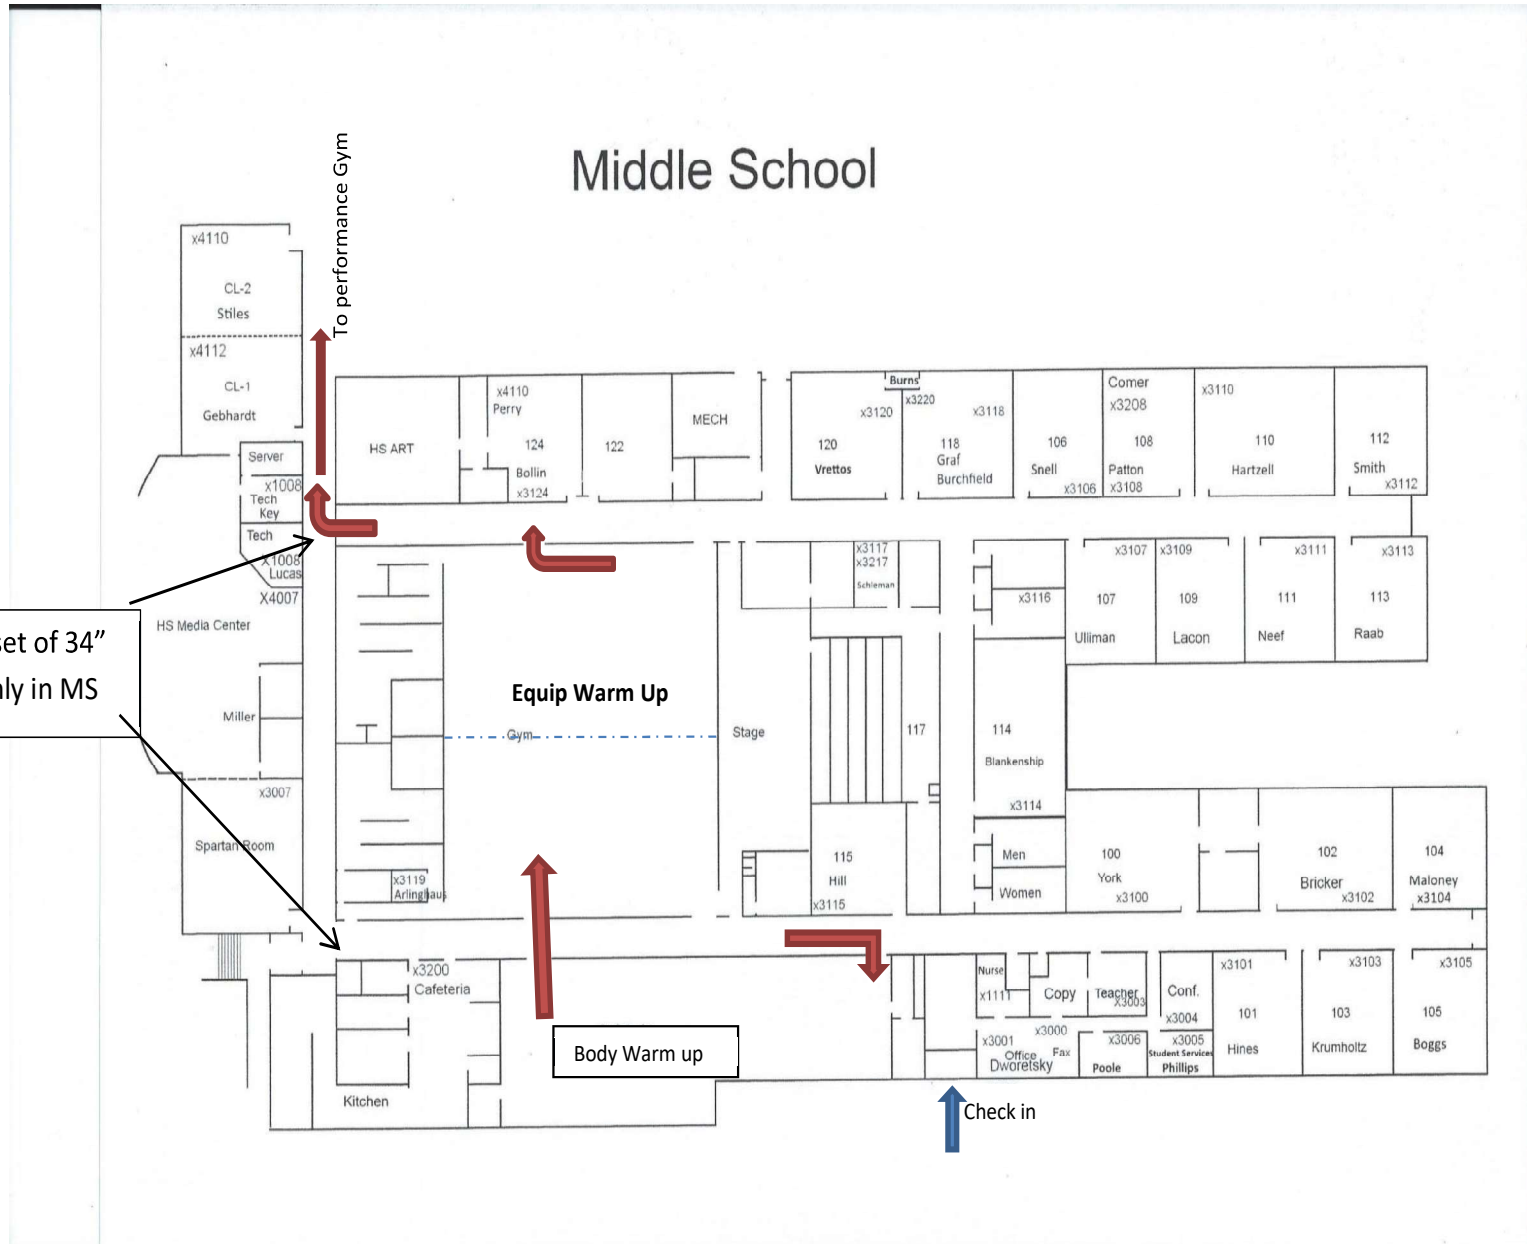 Middle School
To performance Gym
x4110
CL-2
Stiles
x4112
CL-1
Gebhardt
Server
x1008
Tech
Key
Tech
X1008
Lucas
X4007
HS Media Center
set of 34”
only in MS
Miller
x3007
Spartan Room
HS ART
x4110
Perry
124
Bollin
x3124
122
MECH
x3120
120
Vrettos
Burns
x3220
x3118
118
Graf
Burchfield
106
Snell
x3106
Comer
x3208
108
Patton
x3108
x3110
110
Hartzell
112
Smith
x3112
x3117
x3217
Schleman
x3116
x3107
107
Ulliman
x3109
109
Lacon
x3111
111
Neef
x3113
113
Raab
Equip Warm Up
Gym
Stage
117
114
Blankenship
x3114
x3119
Arlinghaus
115
Hill
x3115
Men
Women
100
York
x3100
102
Bricker
x3102
104
Maloney
x3104
x3200
Cafeteria
Kitchen
Body Warm up
Nurse
x1111
Copy
Teacher
x3003
Conf.
x3004
x3001
x3000
Office
Fax
Dworetsky
x3006
Poole
x3005
Student Services
Phillips
x3101
101
Hines
x3103
103
Krumholtz
x3105
105
Boggs
Check in